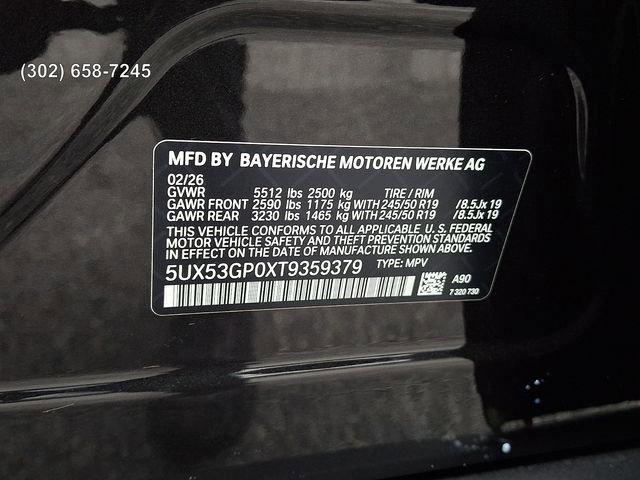 (302) 658-7245
MFD BY BAYERISCHE MOTOREN WERKE AG
02/26
GVWR 5512 lbs 2500 kg TIRE / RIM
GAWR FRONT 2590 lbs 1175 kg WITH 245/50 R19 /8.5Jx 19
GAWR REAR 3230 lbs 1465 kg WITH 245/50 R19 /8.5Jx 19
THIS VEHICLE CONFORMS TO ALL APPLICABLE U.S. FEDERAL
MOTOR VEHICLE SAFETY AND THEFT PREVENTION STANDARDS
IN EFFECT ON THE DATE OF MANUFACTURE SHOWN ABOVE.
5UX53GP0XT9359379 TYPE: MPV
A90
7 320 730